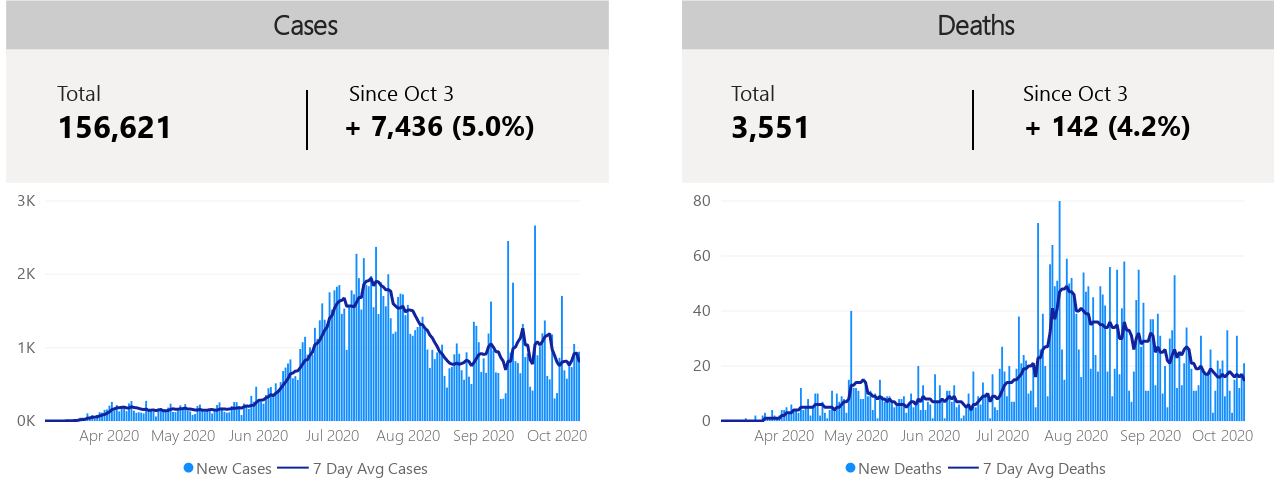 Cases
Total
Since Oct 3
156,621
+ 7,436 (5.0%)
3K
2K
1K
0K
Apr 2020 May 2020 Jun 2020 Jul 2020 Aug 2020 Sep 2020 Oct 2020
New Cases 7 Day Avg Cases
Deaths
Total
Since Oct 3
3,551
+ 142 (4.2%)
80
60
40
20
0
Apr 2020 May 2020 Jun 2020 Jul 2020 Aug 2020 Sep 2020 Oct 2020
New Deaths 7 Day Avg Deaths